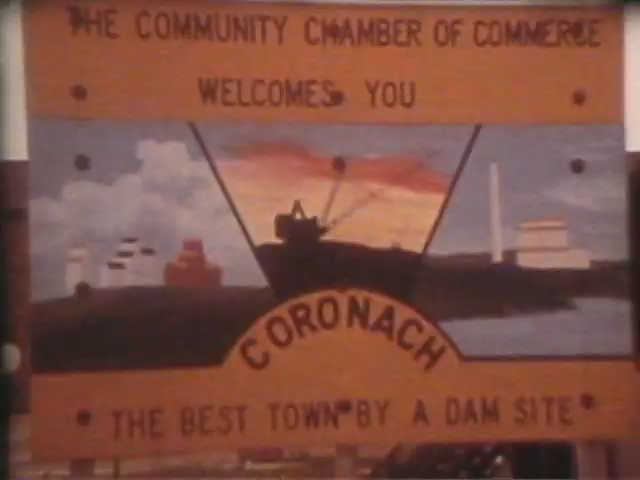 THE COMMUNITY CHAMBER OF COMMERCE
WELCOMES YOU
CORONACH
THE BEST TOWN BY A DAM SITE